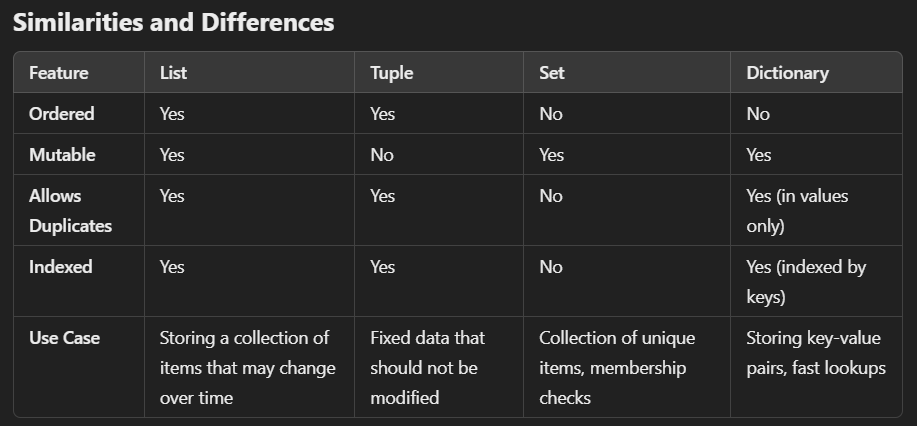 Similarities and Differences
Feature List Tuple Set Dictionary
Ordered Yes Yes No No
Mutable Yes No Yes Yes
Allows Duplicates Yes Yes No Yes (in values only)
Indexed Yes Yes No Yes (indexed by keys)
Use Case Storing a collection of items that may change over time Fixed data that should not be modified Collection of unique items, membership checks Storing key-value pairs, fast lookups